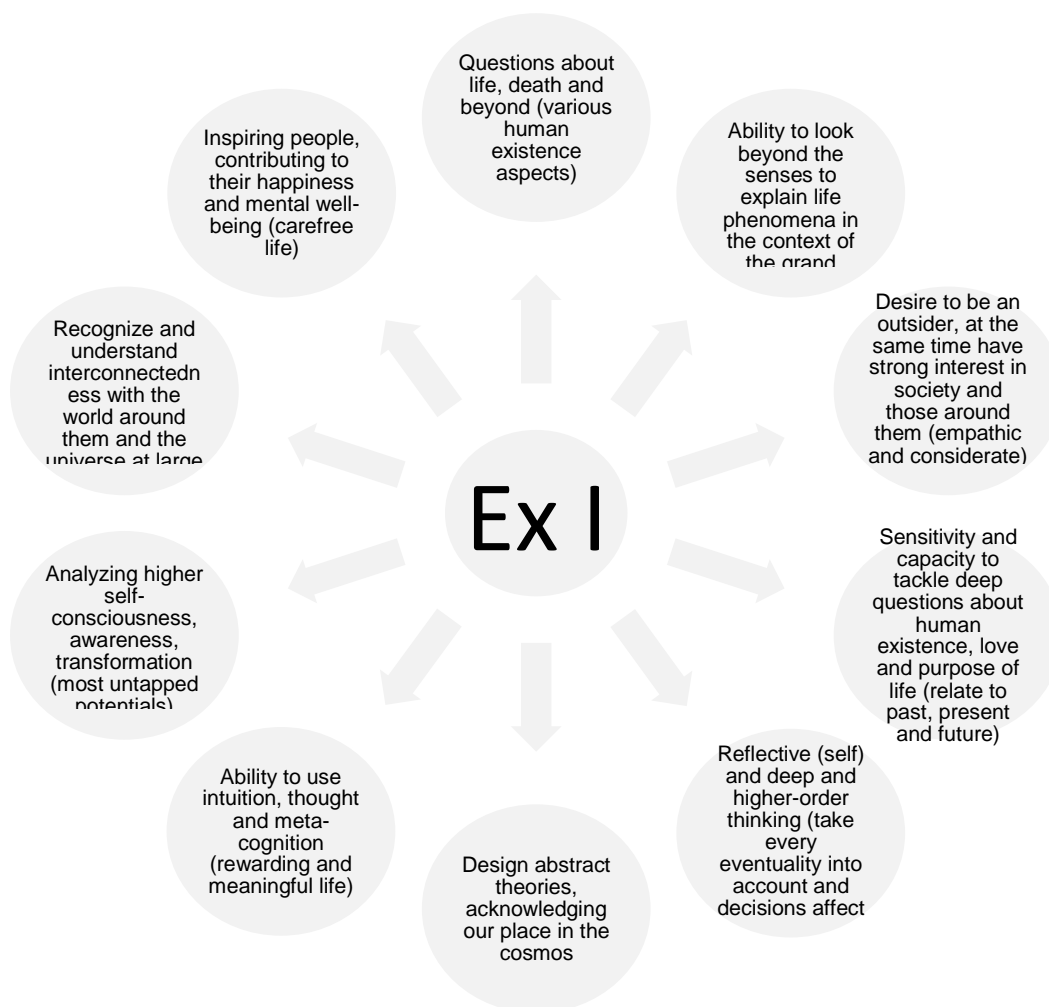 Questions about
life, death and
beyond (various
human
existence
aspects)
Ability to look
beyond the
senses to
explain life
phenomena in
the context of
the grand
Desire to be an
outsider, at the
same time have
strong interest in
society and
those around
them (empathic
and considerate)
Sensitivity and
capacity to
tackle deep
questions about
human
existence, love
and purpose of
life (relate to
past, present
and future)
Reflective (self)
and deep and
higher-order
thinking (take
every
eventuality into
account and
decisions affect
Design abstract
theories,
acknowledging
our place in the
cosmos
Ability to use
intuition, thought
and meta-
cognition
(rewarding and
meaningful life)
Analyzing higher
self-
consciousness,
awareness,
transformation
(most untapped
potentials)
Recognize and
understand
interconnectedn
ess with the
world around
them and the
universe at large
Inspiring people,
contributing to
their happiness
and mental well-
being (carefree
life)
Ex I